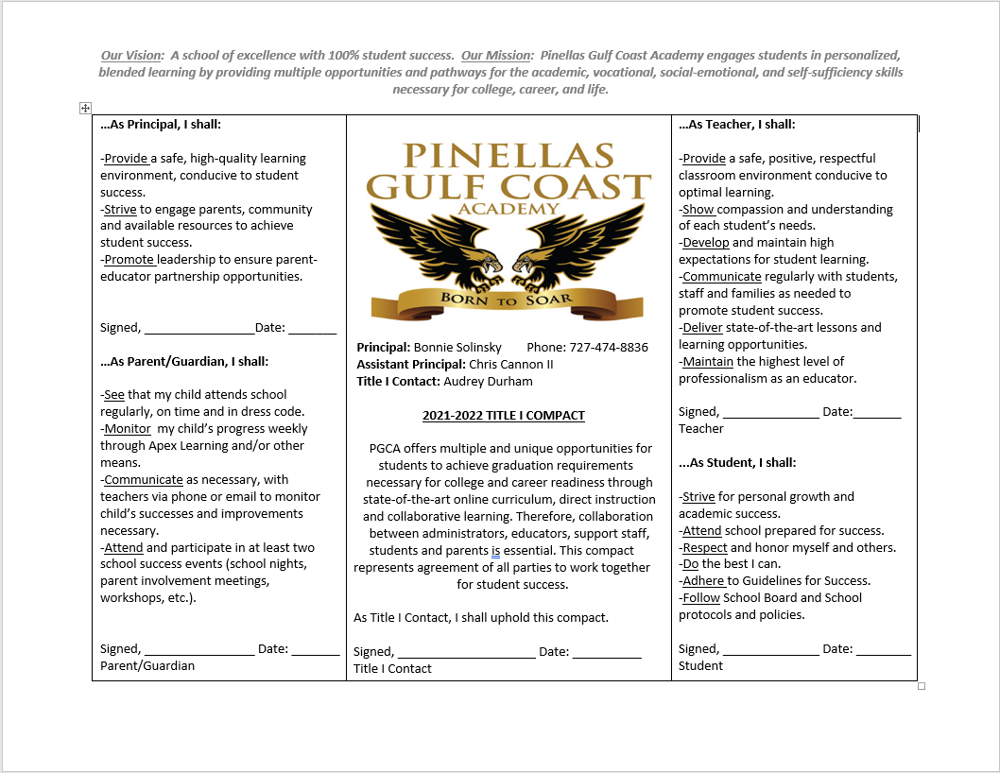 Our Vision:  A school of excellence with 100% student success.  Our Mission:  Pinellas Gulf Coast Academy engages students in personalized,
blended learning by providing multiple opportunities and pathways for the academic, vocational, social-emotional, and self-sufficiency skills
necessary for college, career, and life.
…As Principal, I shall:
-Provide a safe, high-quality learning
environment, conducive to student
success.
-Strive to engage parents, community
and available resources to achieve
student success.
-Promote leadership to ensure parent-
educator partnership opportunities.
Signed, ________________Date: _______
…As Parent/Guardian, I shall:
-See that my child attends school
regularly, on time and in dress code.
-Monitor  my child’s progress weekly
through Apex Learning and/or other
means.
-Communicate as necessary, with
teachers via phone or email to monitor
child’s successes and improvements
necessary.
-Attend and participate in at least two
school success events (school nights,
parent involvement meetings,
workshops, etc.).
Signed, ________________ Date: _______
Parent/Guardian
PINELLAS
GULF COAST
ACADEMY
BORN TO SOAR
Principal: Bonnie Solinsky      Phone: 727-474-8836
Assistant Principal: Chris Cannon II
Title I Contact: Audrey Durham
2021-2022 TITLE I COMPACT
PGCA offers multiple and unique opportunities for
students to achieve graduation requirements
necessary for college and career readiness through
state-of-the-art online curriculum, direct instruction
and collaborative learning. Therefore, collaboration
between administrators, educators, support staff,
students and parents is essential. This compact
represents agreement of all parties to work together
for student success.
As Title I Contact, I shall uphold this compact.
Signed, ____________________ Date: __________
Title I Contact
…As Teacher, I shall:
-Provide a safe, positive, respectful
classroom environment conducive to
optimal learning.
-Show compassion and understanding
of each student’s needs.
-Develop and maintain high
expectations for student learning.
-Communicate regularly with students,
staff and families as needed to
promote student success.
-Deliver state-of-the-art lessons and
learning opportunities.
-Maintain the highest level of
professionalism as an educator.
Signed, ______________ Date:_______
Teacher
…As Student, I shall:
-Strive for personal growth and
academic success.
-Attend school prepared for success.
-Respect and honor myself and others.
-Do the best I can.
-Adhere to Guidelines for Success.
-Follow School Board and School
protocols and policies.
Signed, ______________ Date: ________
Student